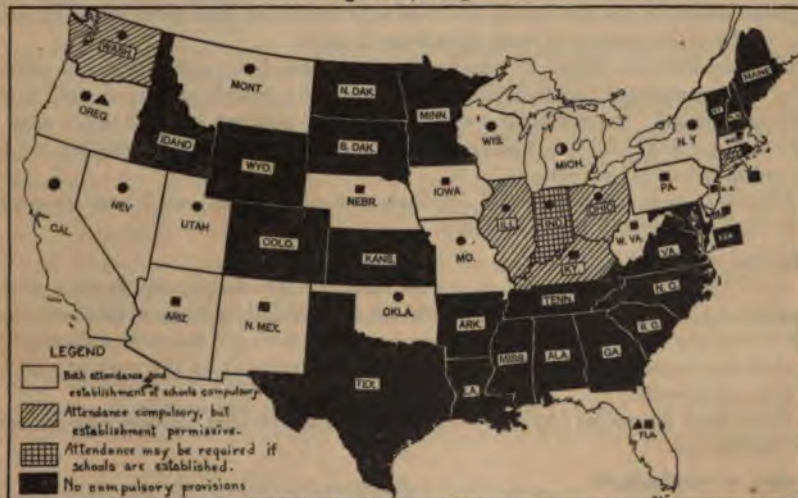 WASH.
MONT.
N. DAK.
MINN.
MAINE
OREG.
IDAHO
S. DAK.
WIS.
MICH.
N. Y.
VT.
WYO.
NEBR.
IOWA
PA.
NEV.
UTAH
ILL.
IND.
OHIO
CAL.
COLO.
KANS.
MO.
W. VA.
VA.
KY.
ARIZ.
N. MEX.
OKLA.
ARK.
TENN.
N. C.
S. C.
TEX.
LA.
MISS.
ALA.
GA.
FLA.
LEGEND
Both attendance and
establishment of schools compulsory.
Attendance compulsory, but
establishment permissive.
Attendance may be required if
schools are established.
No compulsory provisions